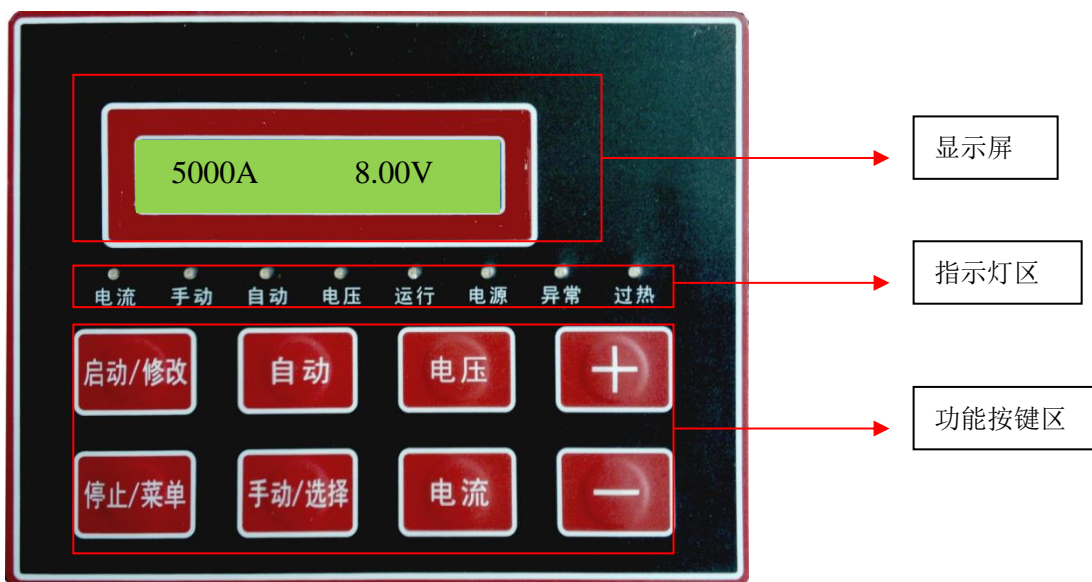 5000A 8.00V
显示屏
指示灯区
电流 手动 自动 电压 运行 电源 异常 过热
启动/修改 自动 电压 +
功能按键区
停止/菜单 手动/选择 电流 −